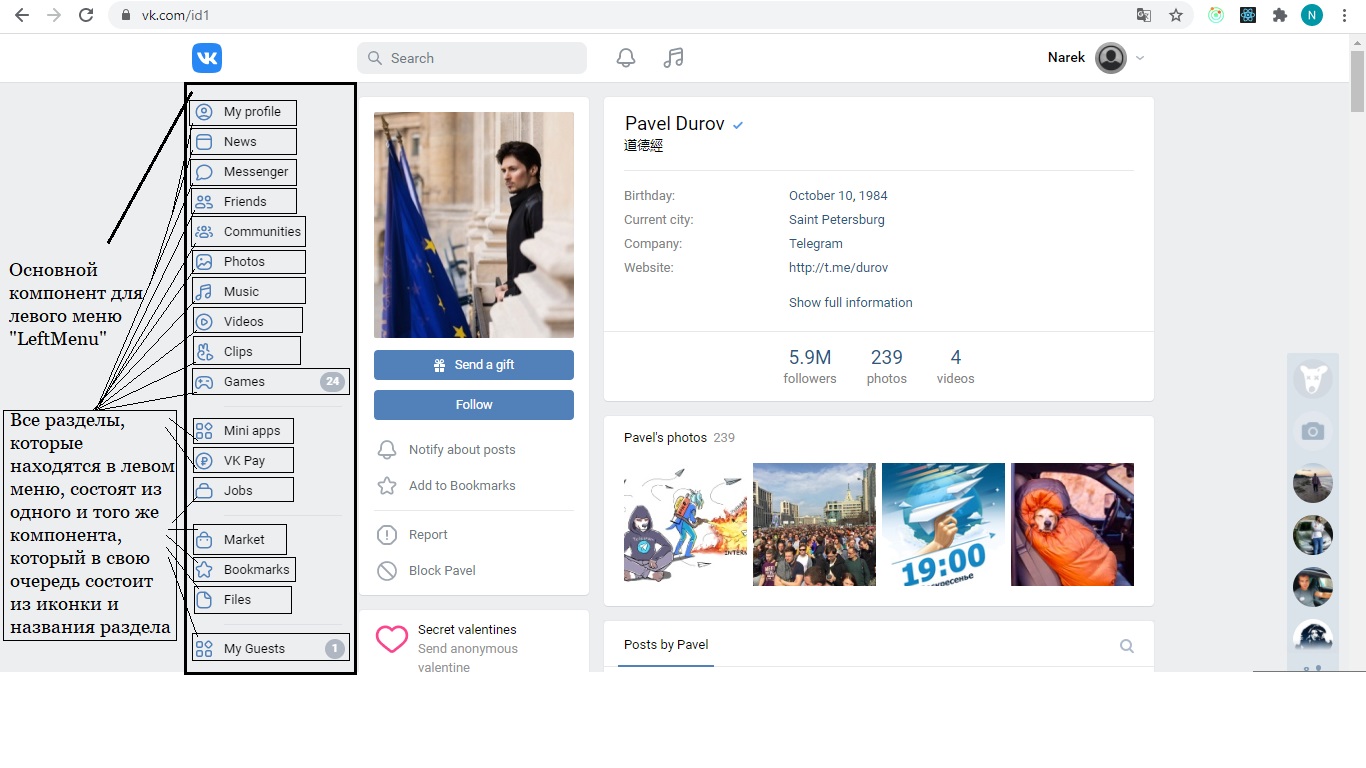 vk.com/id1
N
Search
Narek
My profile
News
Messenger
Friends
Communities
Photos
Music
Videos
Clips
Games 24
Mini apps
VK Pay
Jobs
Market
Bookmarks
Files
My Guests 1
Основной
компонент для
левого меню
"LeftMenu"
Все разделы,
которые
находятся в левом
меню, состоят из
одного и того же
компонента,
который в свою
очередь состоит
из иконки и
названия раздела
Send a gift
Follow
Notify about posts
Add to Bookmarks
Report
Block Pavel
Secret valentines
Send anonymous
valentine
Pavel Durov
道德經
Birthday: October 10, 1984
Current city: Saint Petersburg
Company: Telegram
Website: http://t.me/durov
Show full information
5.9M 239 4
followers photos videos
Pavel's photos 239
19:00
Posts by Pavel